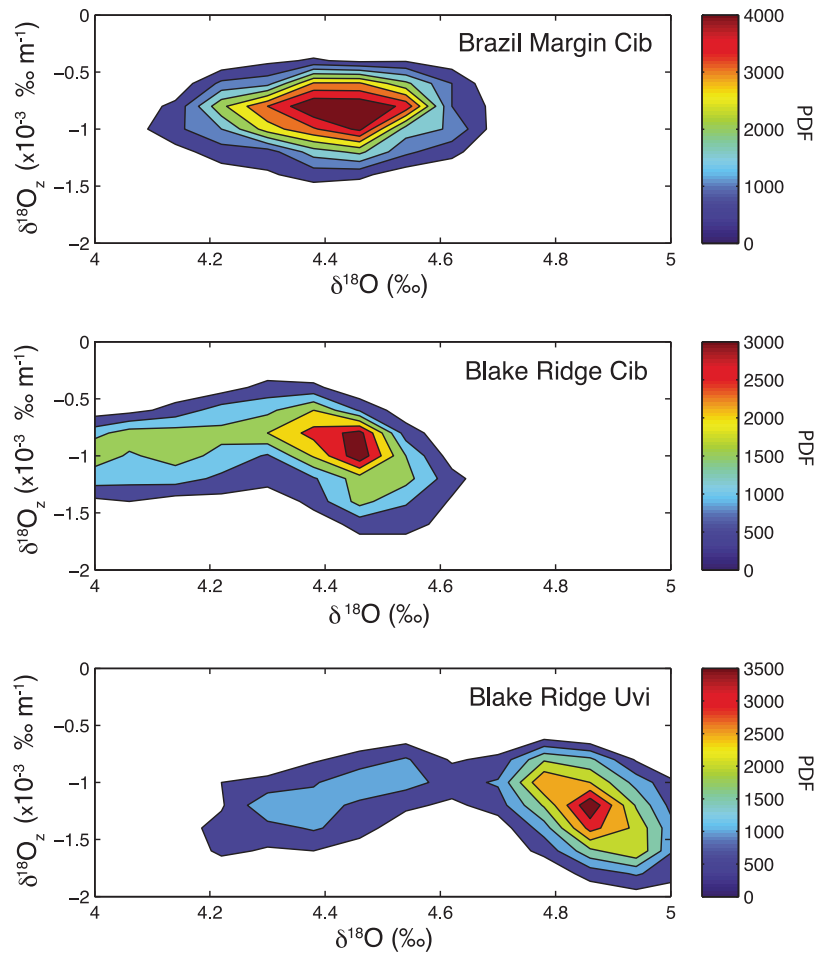 Brazil Margin Cib
0
−0.5
−1
−1.5
−2
δ18Oz (x10-3 ‰ m-1)
4 4.2 4.4 4.6 4.8 5
δ18O (‰)
4000
3000
2000
1000
0
PDF
Blake Ridge Cib
0
−0.5
−1
−1.5
−2
δ18Oz (x10-3 ‰ m-1)
4 4.2 4.4 4.6 4.8 5
δ18O (‰)
3000
2500
2000
1500
1000
500
0
PDF
Blake Ridge Uvi
0
−0.5
−1
−1.5
−2
δ18Oz (x10-3 ‰ m-1)
4 4.2 4.4 4.6 4.8 5
δ18O (‰)
3500
3000
2500
2000
1500
1000
500
0
PDF